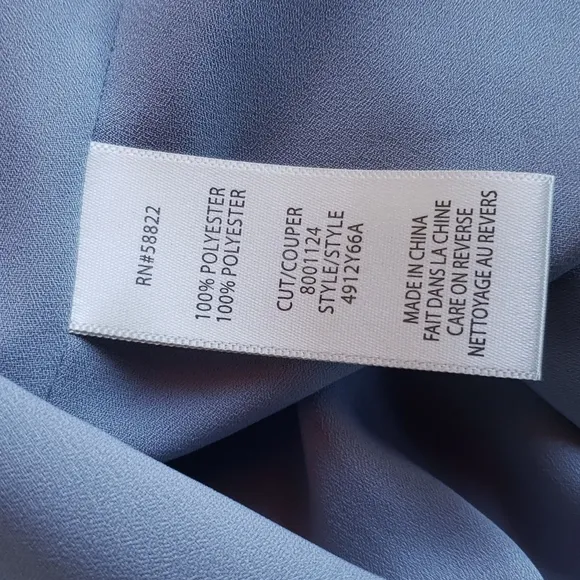 RN#58822
100% POLYESTER
100% POLYESTER
CUT/COUPER
8001124
STYLE/STYLE
4912Y66A
MADE IN CHINA
FAIT DANS LA CHINE
CARE ON REVERSE
NETTOYAGE AU REVERS